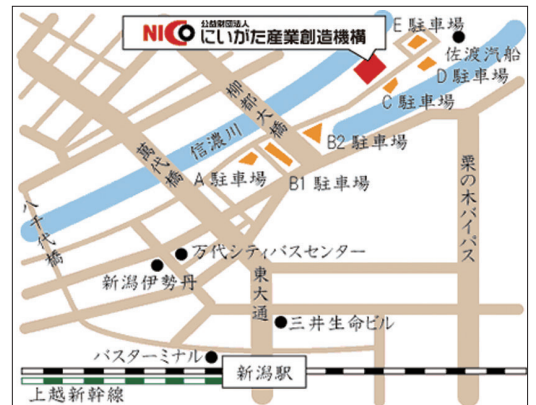 NICO 公益財団法人
にいがた産業創造機構
E 駐車場
佐渡汽船
D 駐車場
C 駐車場
柳都大橋
信濃川
B2 駐車場
萬代橋
A 駐車場
B1 駐車場
栗の木バイパス
八千代橋
万代シティバスセンター
新潟伊勢丹
東大通
三井生命ビル
バスターミナル
新潟駅
上越新幹線